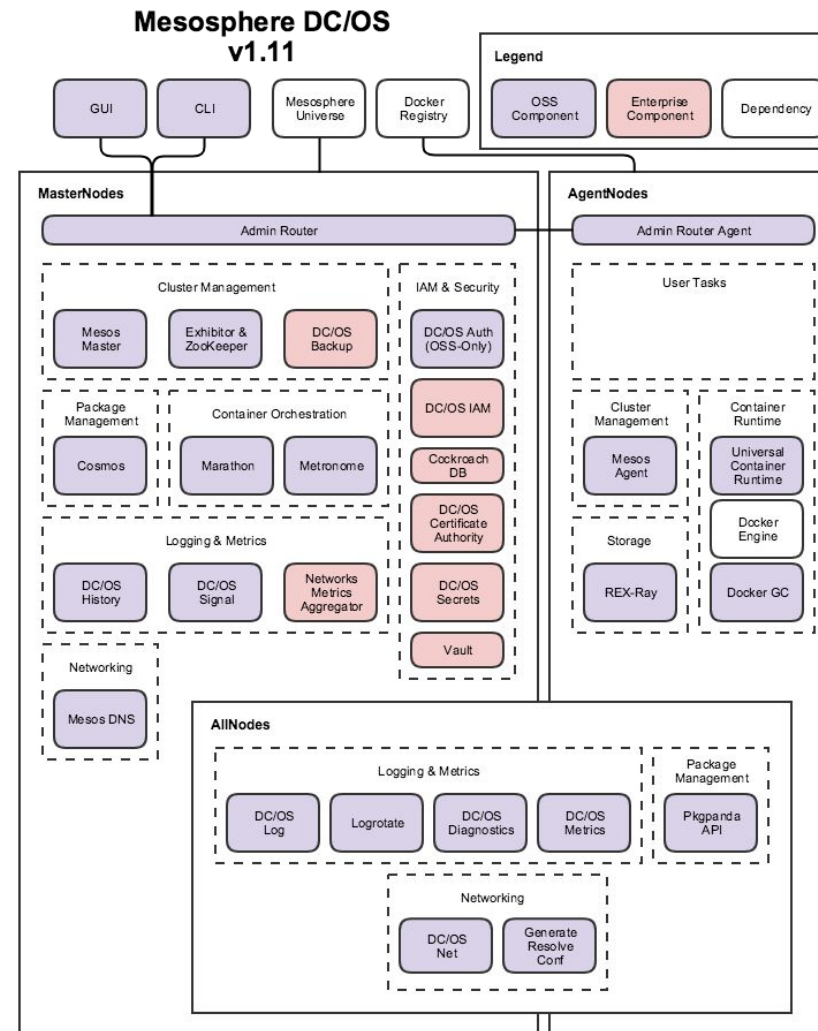 Mesosphere DC/OS
v1.11
Legend
OSS
Component
Enterprise
Component
Dependency
GUI
CLI
Mesosphere
Universe
Docker
Registry
MasterNodes
Admin Router
Cluster Management
Mesos
Master
Exhibitor &
ZooKeeper
DC/OS
Backup
Package
Management
Cosmos
Container Orchestration
Marathon
Metronome
Logging & Metrics
DC/OS
History
DC/OS
Signal
Networks
Metrics
Aggregator
Networking
Mesos DNS
IAM & Security
DC/OS Auth
(OSS-Only)
DC/OS IAM
Cockroach
DB
DC/OS
Certificate
Authority
DC/OS
Secrets
Vault
AgentNodes
Admin Router Agent
User Tasks
Cluster
Management
Mesos
Agent
Storage
REX-Ray
Container
Runtime
Universal
Container
Runtime
Docker
Engine
Docker GC
AllNodes
Logging & Metrics
DC/OS
Log
Logrotate
DC/OS
Diagnostics
DC/OS
Metrics
Package
Management
Pkgpanda
API
Networking
DC/OS
Net
Generate
Resolve
Conf